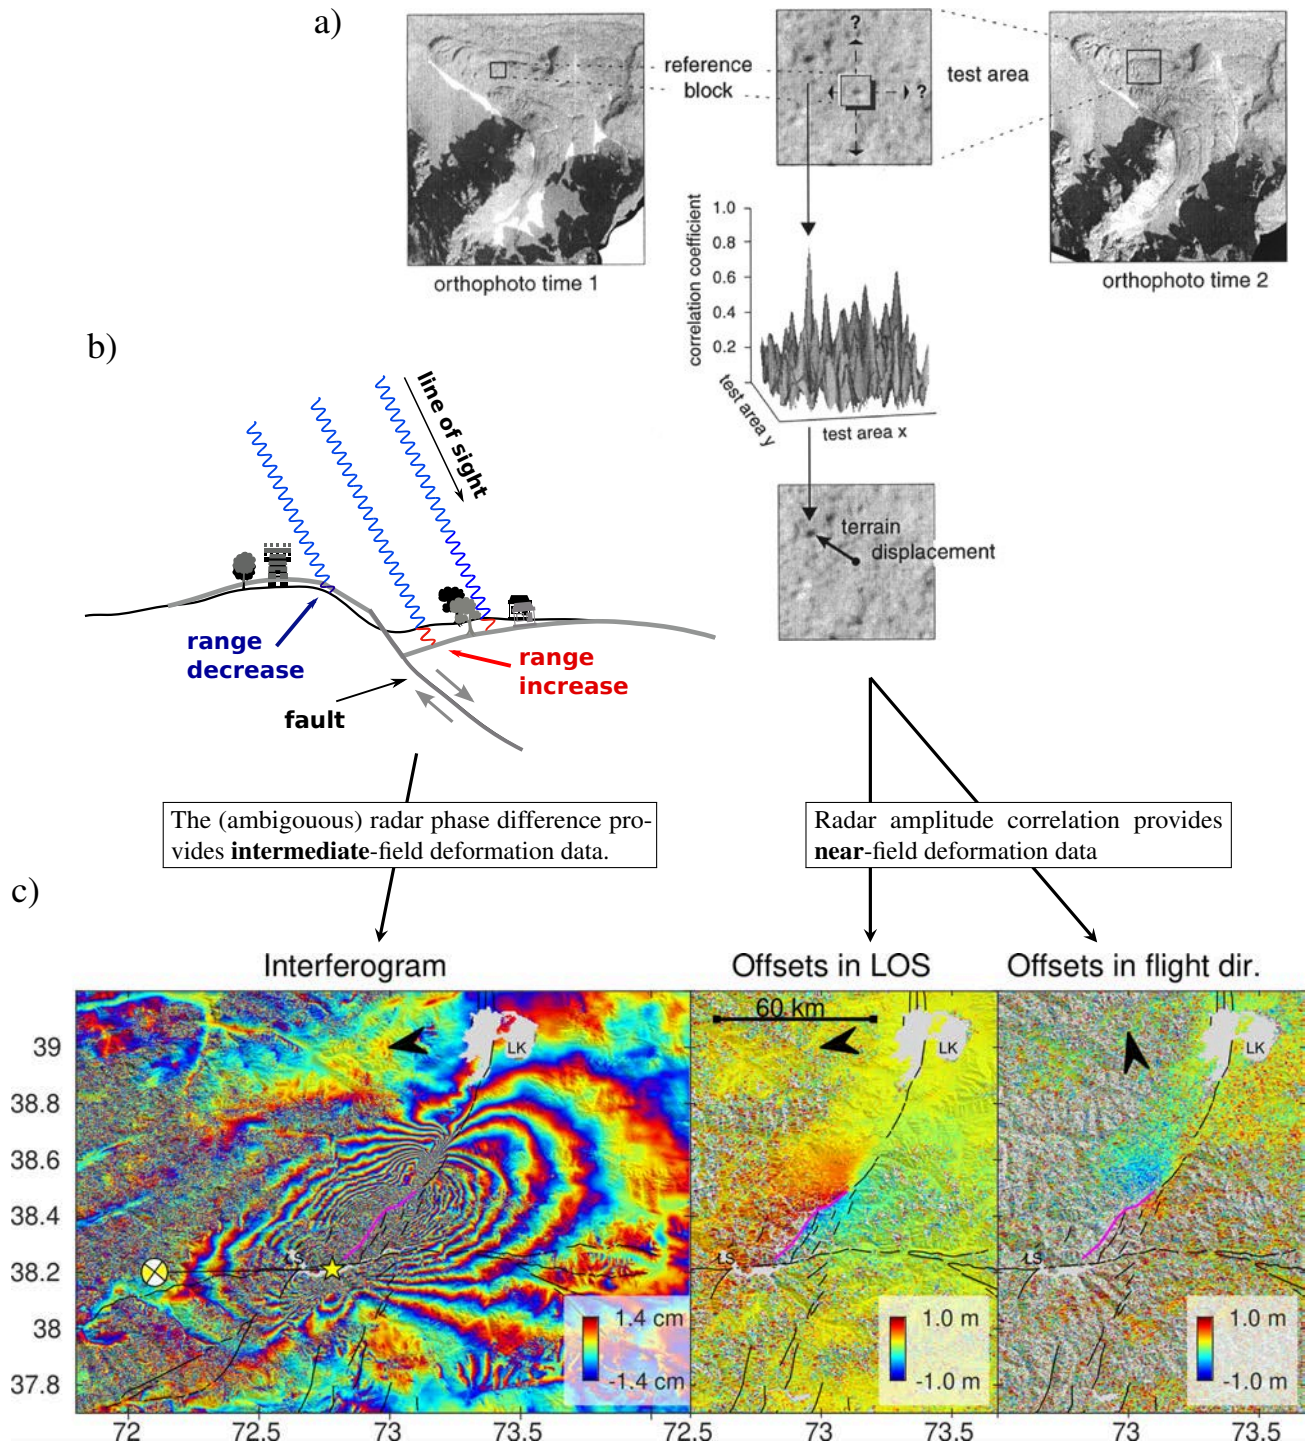 a)
reference
block
?
?
test area
orthophoto time 1
orthophoto time 2
correlation coefficient
1.0
0.8
0.6
0.4
0.2
test area y
test area x
terrain
displacement
b)
line of sight
range
decrease
range
increase
fault
The (ambigouous) radar phase difference pro-
vides intermediate-field deformation data.
Radar amplitude correlation provides
near-field deformation data
c)
Interferogram
Offsets in LOS
Offsets in flight dir.
60 km
LK
LK
LK
39
38.8
38.6
38.4
38.2
38
37.8
LS
LS
LS
1.4 cm
-1.4 cm
1.0 m
-1.0 m
1.0 m
-1.0 m
72
72.5
73
73.5
72.5
73
73.5
73
73.5